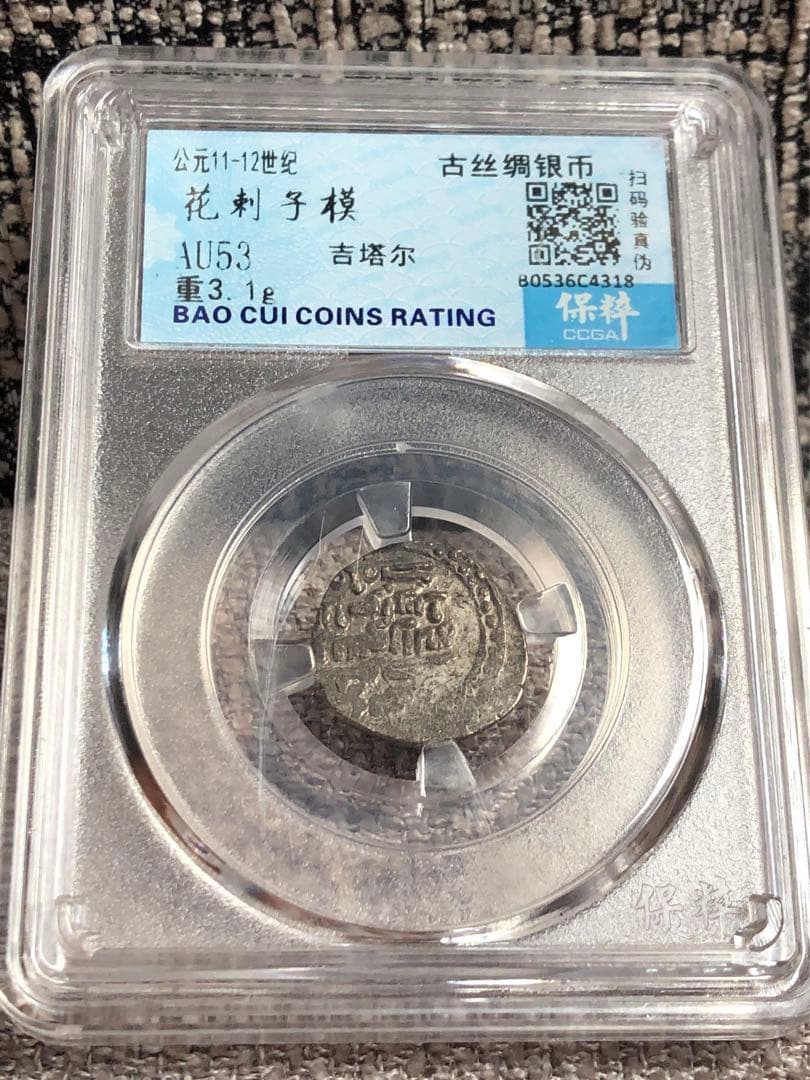 公元11-12世纪
古丝绸银币
花剌子模
扫码验真伪
AU53
吉塔尔
B0536C4318
重3.1g
BAO CUI COINS RATING
保粹
CCGA
保粹